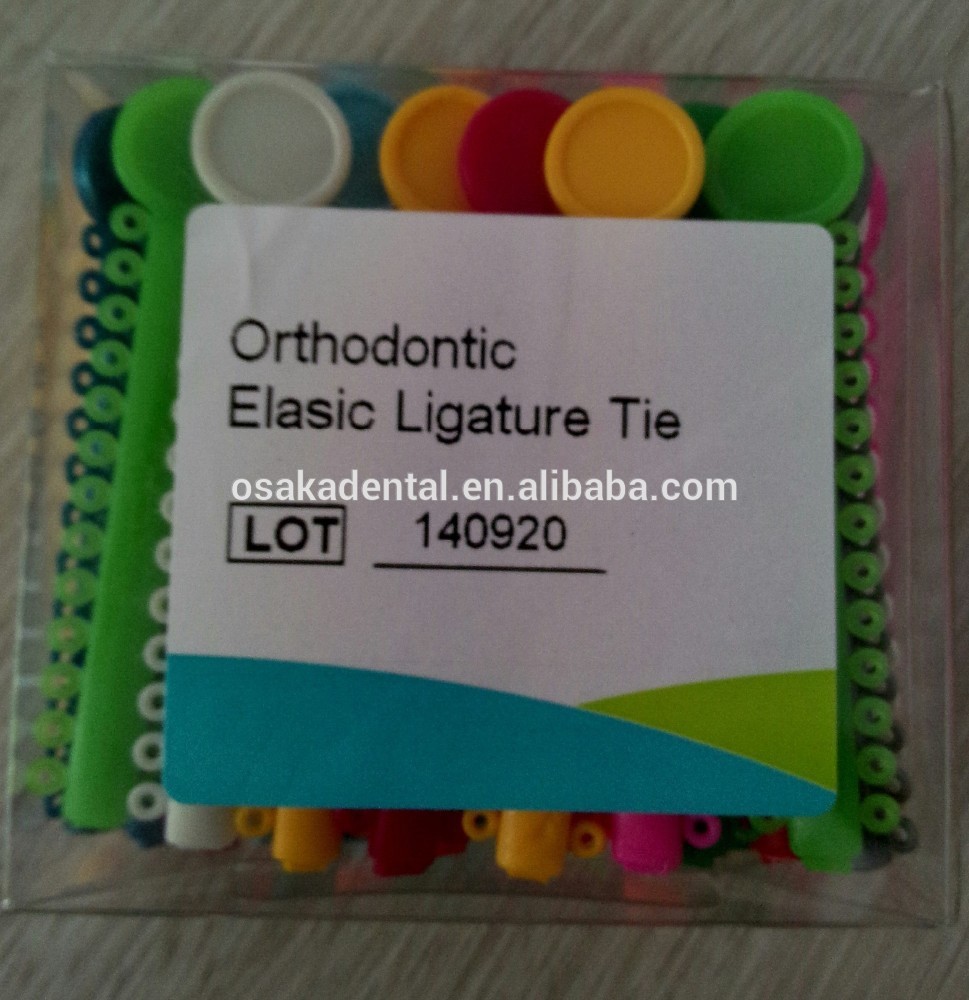 Orthodontic
Elasic Ligature Tie
osakadental.en.alibaba.com
LOT 140920